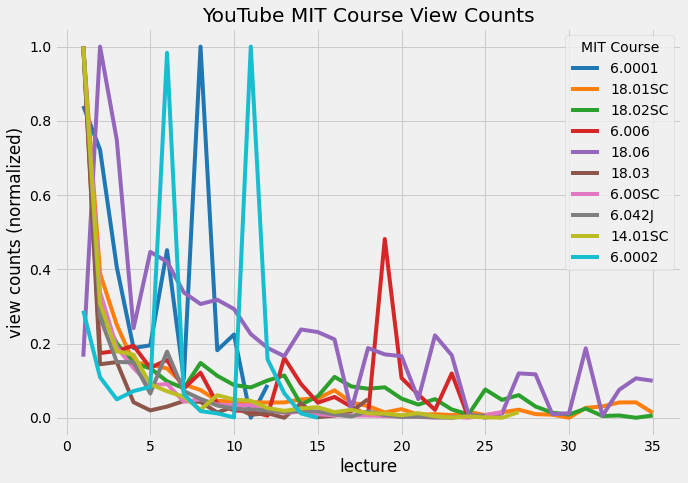 YouTube MIT Course View Counts
view counts (normalized)
1.0
0.8
0.6
0.4
0.2
0.0
MIT Course
6.0001
18.01SC
18.02SC
6.006
18.06
18.03
6.00SC
6.042J
14.01SC
6.0002
0 5 10 15 20 25 30 35
lecture